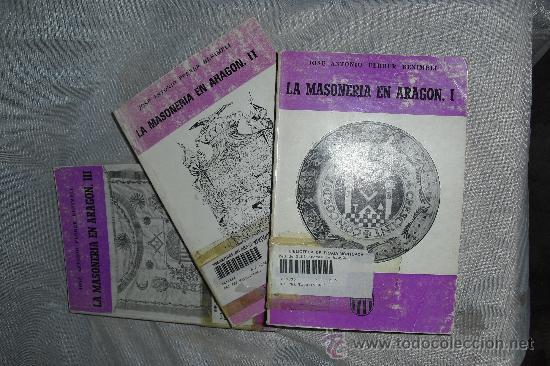 JOSE ANTONIO FERRER BENIMELI
LA MASONERIA EN ARAGON. III
JOSE ANTONIO FERRER BENIMELI
LA MASONERIA EN ARAGON. II
JOSE ANTONIO FERRER BENIMELI
LA MASONERIA EN ARAGON. I
todocoleccion
www.todocoleccion.net